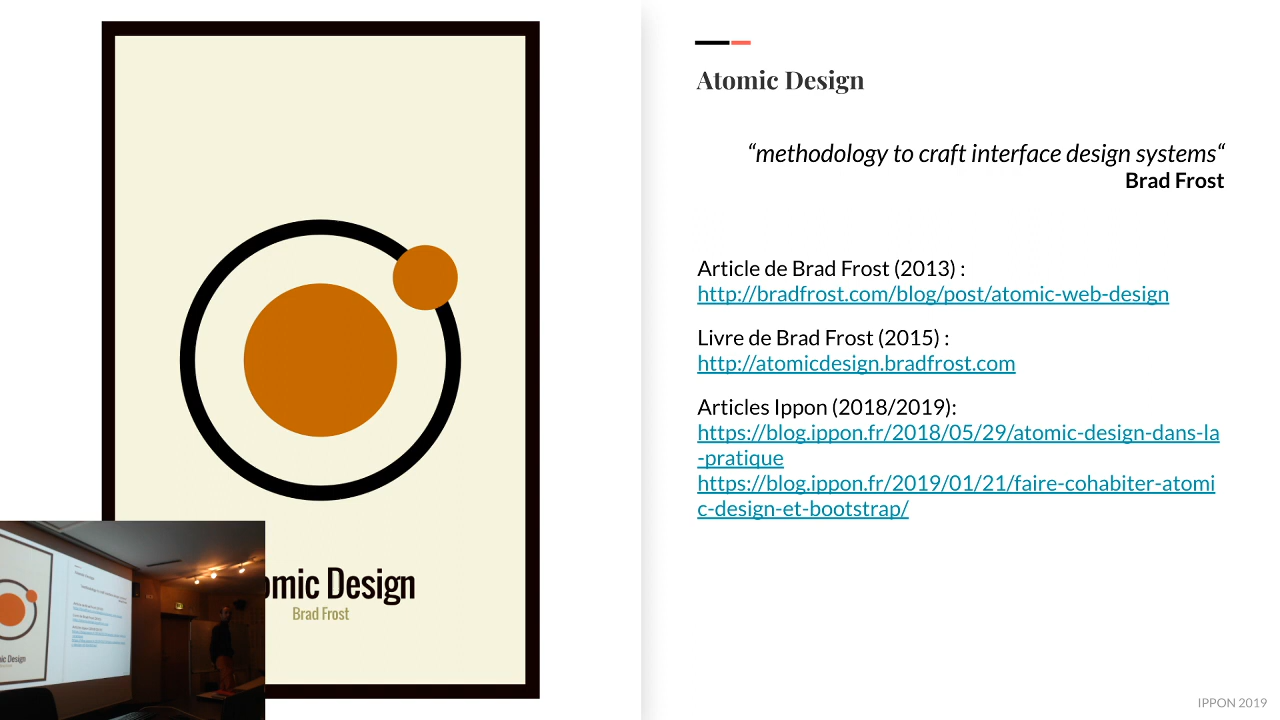 omic Design
Brad Frost
Atomic Design
“methodology to craft interface design systems“
Brad Frost
Article de Brad Frost (2013) :
http://bradfrost.com/blog/post/atomic-web-design
Livre de Brad Frost (2015) :
http://atomicdesign.bradfrost.com
Articles Ippon (2018/2019):
https://blog.ippon.fr/2018/05/29/atomic-design-dans-la
-pratique
https://blog.ippon.fr/2019/01/21/faire-cohabiter-atomi
c-design-et-bootstrap/
IPPON 2019